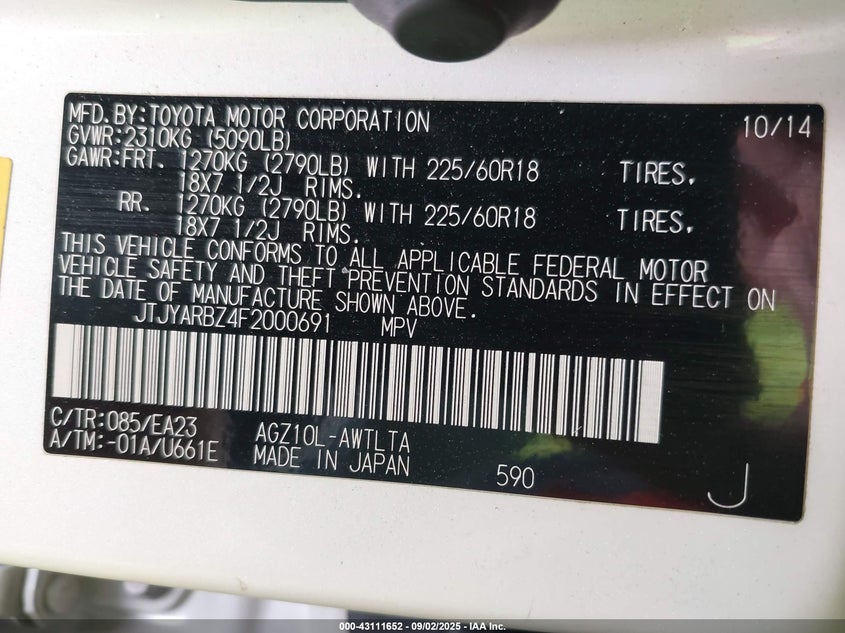 MFD.BY:TOYOTA MOTOR CORPORATION 10/14
GVWR:2310KG (5090LB)
GAWR:FRT. 1270KG (2790LB) WITH 225/60R18 TIRES.
18X7 1/2J RIMS.
RR. 1270KG (2790LB) WITH 225/60R18 TIRES.
18X7 1/2J RIMS.
THIS VEHICLE CONFORMS TO ALL APPLICABLE FEDERAL MOTOR
VEHICLE SAFETY AND THEFT PREVENTION STANDARDS IN EFFECT ON
THE DATE OF MANUFACTURE SHOWN ABOVE.
JTJYARBZ4F2000691 MPV
C/TR:085/EA23 AGZ10L-AWTLTA
A/TM:-01A/U661E MADE IN JAPAN 590 J
000-43111652 - 09/02/2025 - IAA Inc.